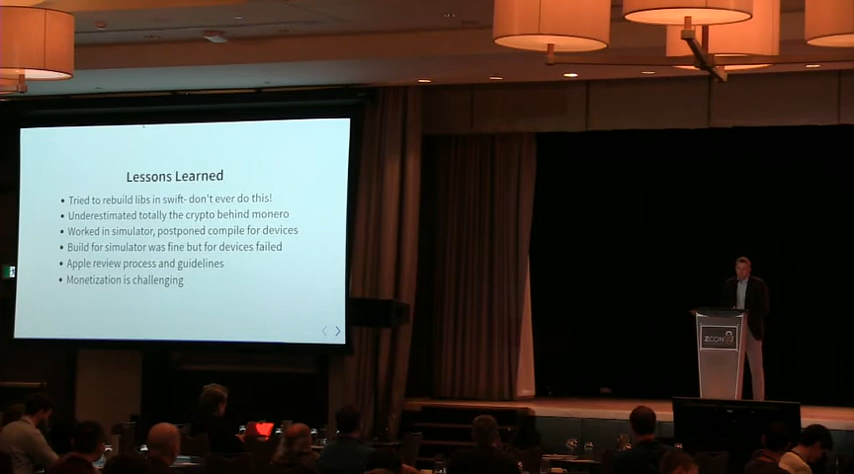 Lessons Learned
• Tried to rebuild libs in swift- don't ever do this!
• Underestimated totally the crypto behind monero
• Worked in simulator, postponed compile for devices
• Build for simulator was fine but for devices failed
• Apple review process and guidelines
• Monetization is challenging
ZCON